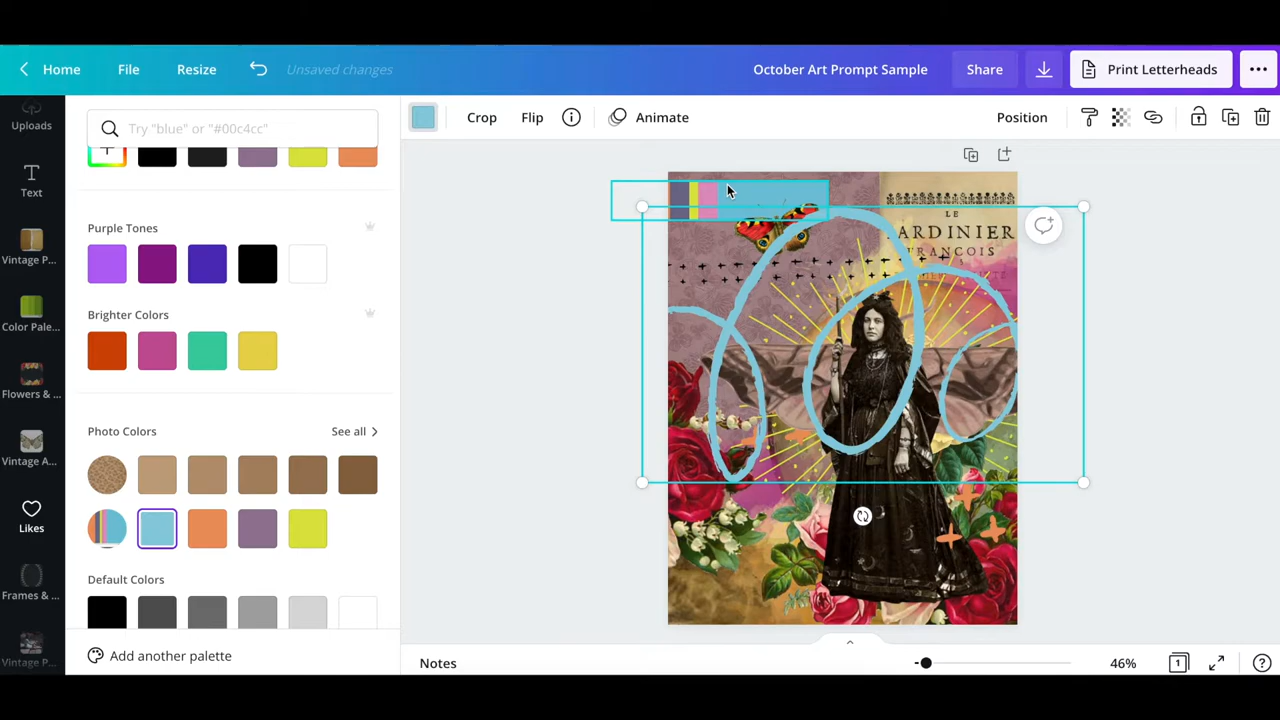 Home File Resize Unsaved changes October Art Prompt Sample Share Print Letterheads
Uploads
Text
Vintage P...
Color Pale...
Flowers & ...
Vintage A...
Likes
Frames & ...
Vintage P...
Try "blue" or "#00c4cc"
Purple Tones
Brighter Colors
Photo Colors See all
Default Colors
Add another palette
Crop Flip Animate Position
LE
JARDINIER
FRANCOIS
Notes 46% 1